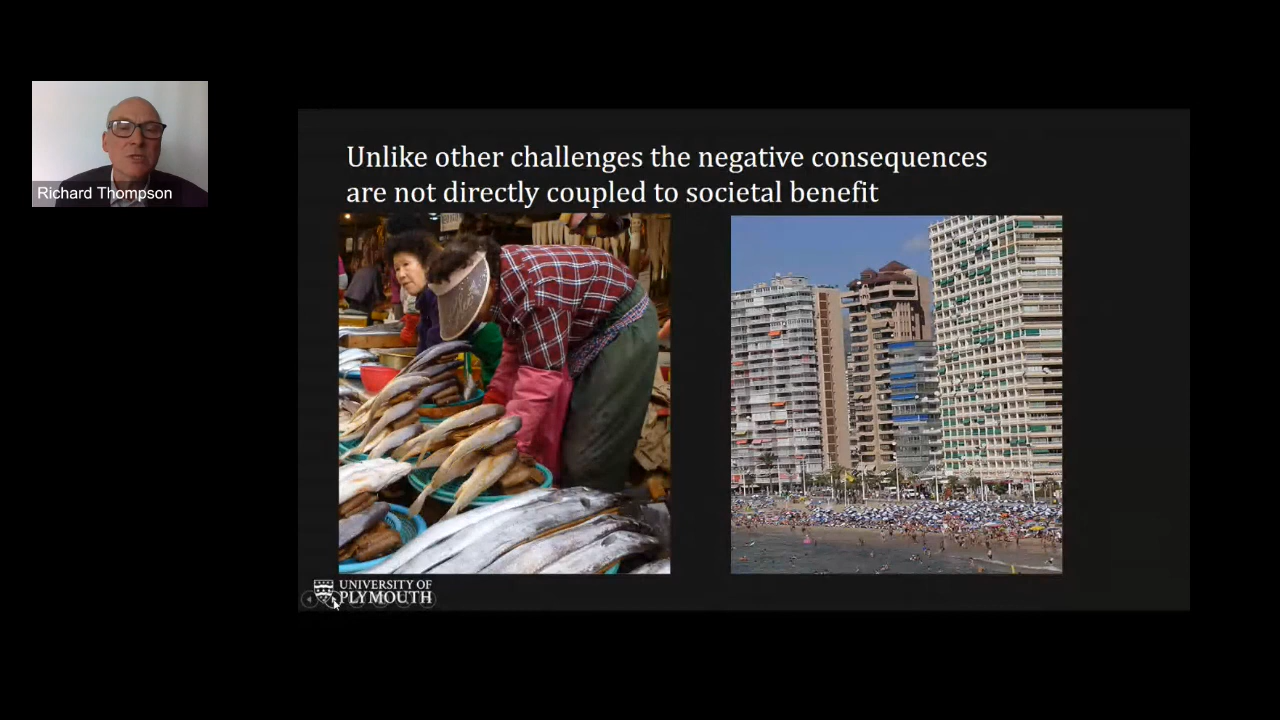 Unlike other challenges the negative consequences
are not directly coupled to societal benefit
Richard Thompson
UNIVERSITY OF
PLYMOUTH